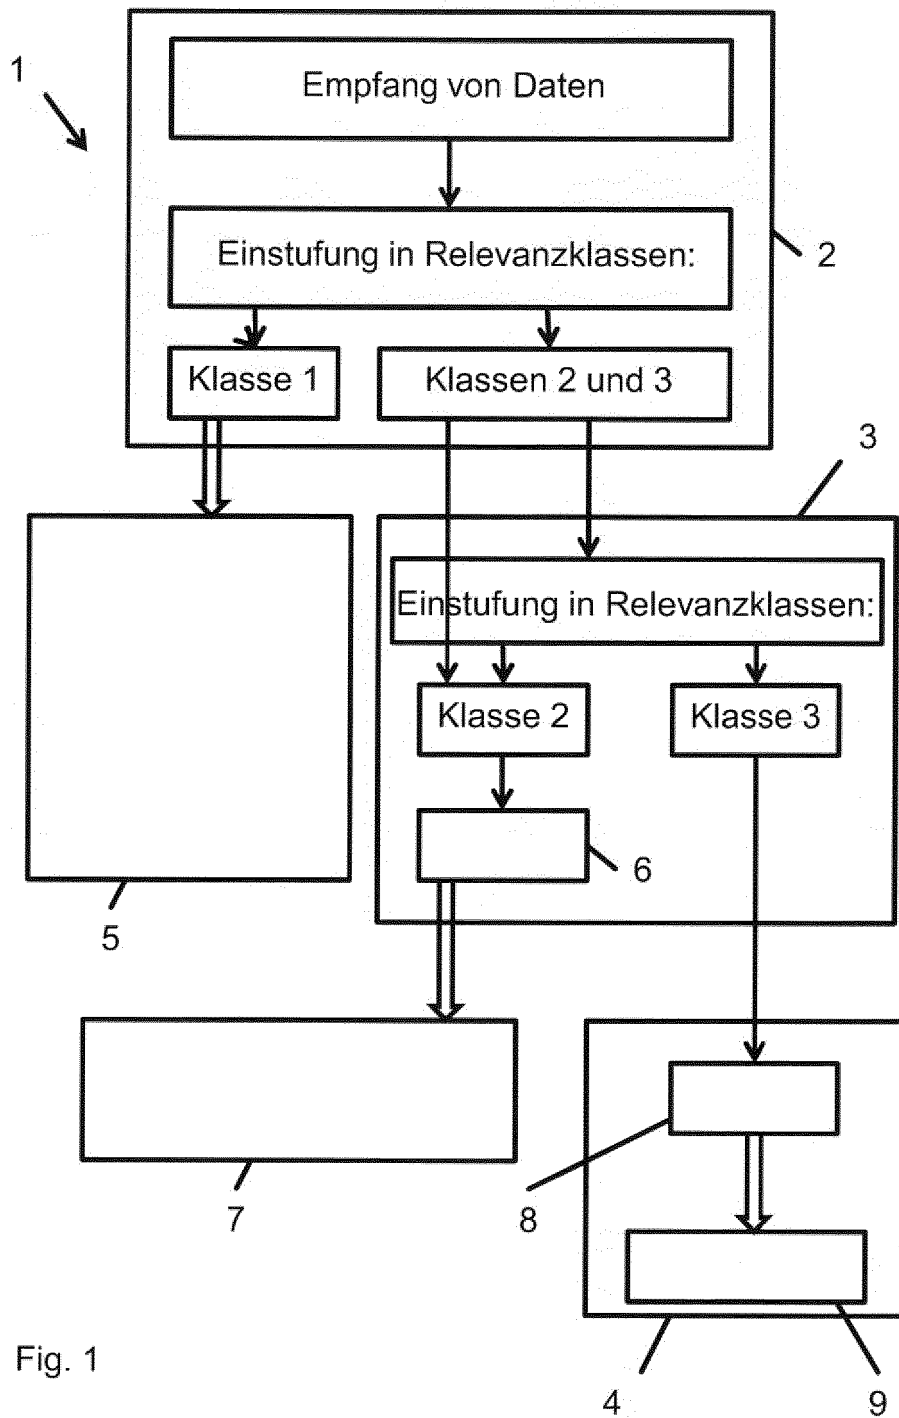 Empfang von Daten
1
Einstufung in Relevanzklassen:
2
Klasse 1
Klassen 2 und 3
3
Einstufung in Relevanzklassen:
Klasse 2
Klasse 3
6
5
8
7
Fig. 1
4
9